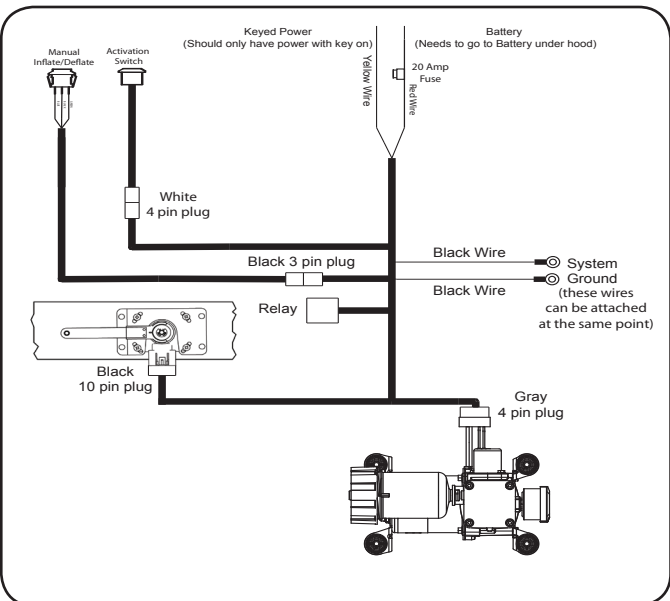 Keyed Power
(Should only have power with key on)
Battery
(Needs to go to Battery under hood)
Manual
Inflate/Deflate
Activation
Switch
Yellow Wire
20 Amp
Fuse
Red Wire
White
4 pin plug
Black 3 pin plug
Black Wire
Black Wire
System
Ground
(these wires
can be attached
at the same point)
Relay
Black
10 pin plug
Gray
4 pin plug